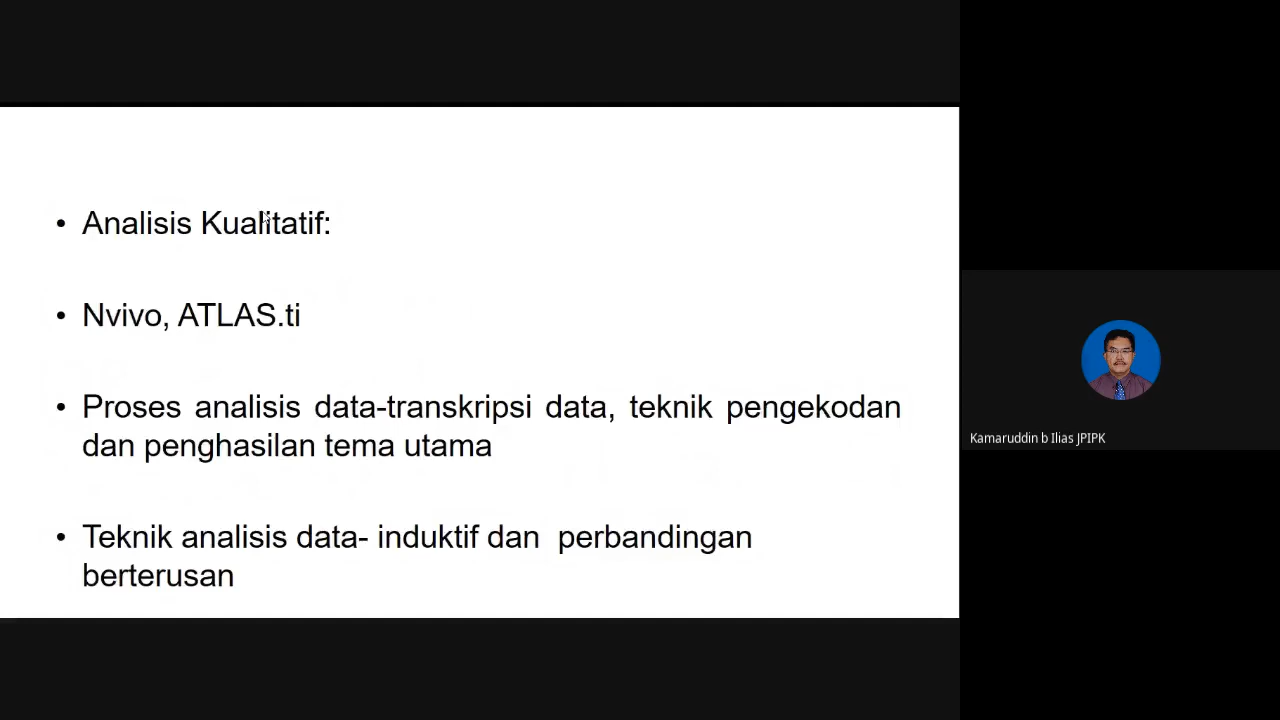 • Analisis Kualitatif:
• Nvivo, ATLAS.ti
• Proses analisis data-transkripsi data, teknik pengekodan
dan penghasilan tema utama
• Teknik analisis data- induktif dan  perbandingan
berterusan
Kamaruddin b Ilias JPIPK